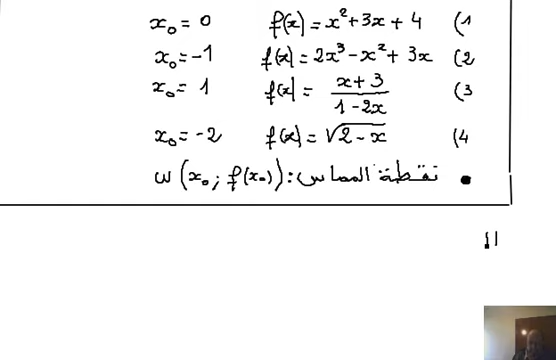 (1 f(x) = x² + 3x + 4 x₀ = 0
(2 f(x) = 2x³ - x² + 3x x₀ = -1
(3 f(x) = (x + 3)/(1 - 2x) x₀ = 1
(4 f(x) = √(2 - x) x₀ = -2
• نقطة المماس: ω(x₀ ; f(x₀))